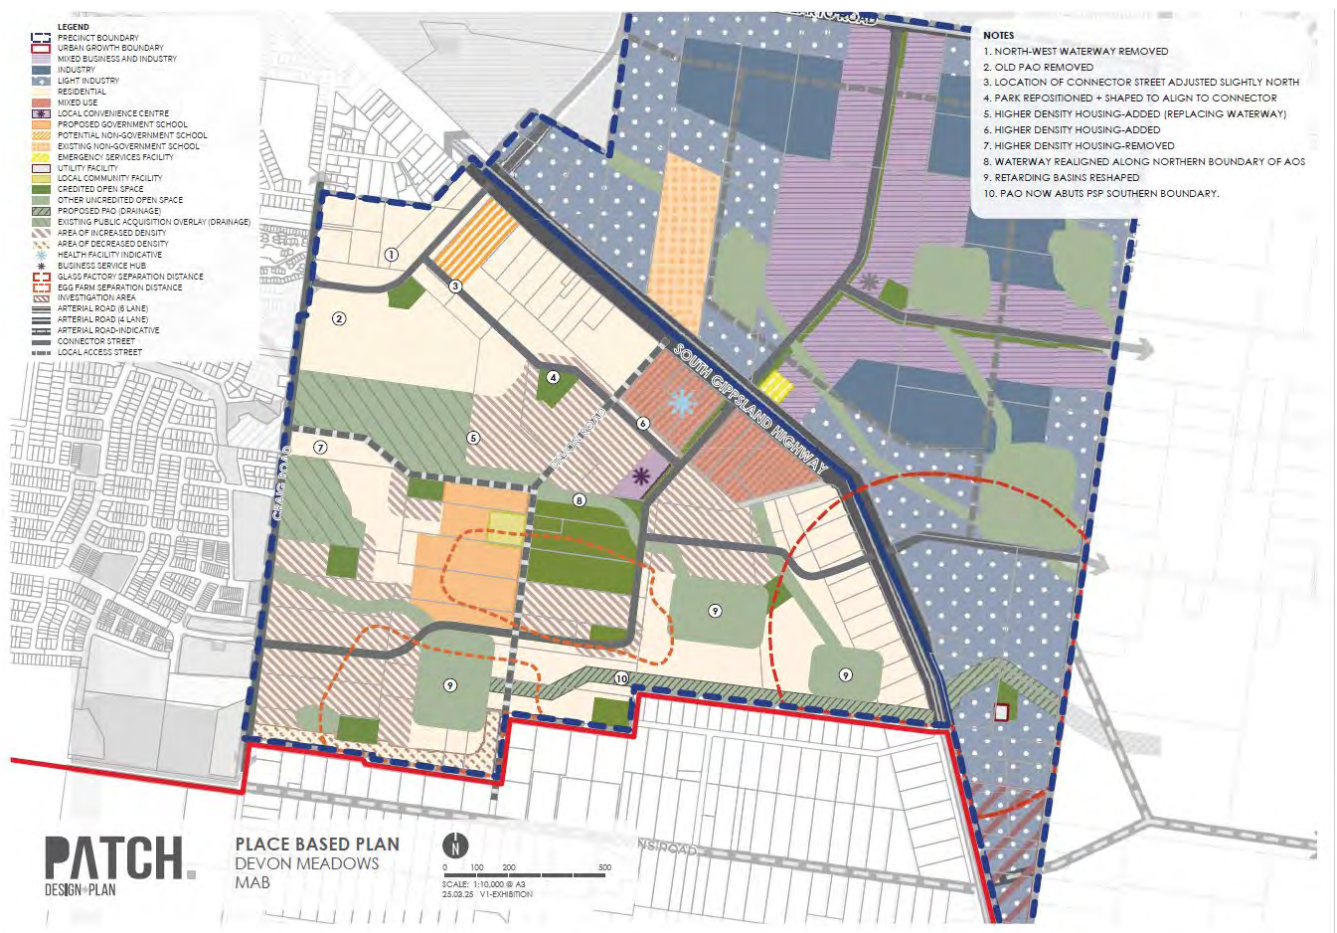 LEGEND
PRECINCT BOUNDARY
URBAN GROWTH BOUNDARY
MIXED BUSINESS AND INDUSTRY
INDUSTRY
LIGHT INDUSTRY
RESIDENTIAL
MIXED USE
LOCAL CONVENIENCE CENTRE
PROPOSED GOVERNMENT SCHOOL
POTENTIAL NON-GOVERNMENT SCHOOL
EXISTING NON-GOVERNMENT SCHOOL
EMERGENCY SERVICES FACILITY
UTILITY FACILITY
LOCAL COMMUNITY FACILITY
CREDITED OPEN SPACE
OTHER UNCREDITED OPEN SPACE
PROPOSED PAO (DRAINAGE)
EXISTING PUBLIC ACQUISITION OVERLAY (DRAINAGE)
AREA OF INCREASED DENSITY
AREA OF DECREASED DENSITY
HEALTH FACILITY INDICATIVE
BUSINESS SERVICE HUB
GLASS FACTORY SEPARATION DISTANCE
EGG FARM SEPARATION DISTANCE
INVESTIGATION AREA
ARTERIAL ROAD (6 LANE)
ARTERIAL ROAD (4 LANE)
ARTERIAL ROAD-INDICATIVE
CONNECTOR STREET
LOCAL ACCESS STREET
NOTES
1. NORTH-WEST WATERWAY REMOVED
2. OLD PAO REMOVED
3. LOCATION OF CONNECTOR STREET ADJUSTED SLIGHTLY NORTH
4. PARK REPOSITIONED + SHAPED TO ALIGN TO CONNECTOR
5. HIGHER DENSITY HOUSING-ADDED (REPLACING WATERWAY)
6. HIGHER DENSITY HOUSING-ADDED
7. HIGHER DENSITY HOUSING-REMOVED
8. WATERWAY REALIGNED ALONG NORTHERN BOUNDARY OF AOS
9. RETARDING BASINS RESHAPED
10. PAO NOW ABUTS PSP SOUTHERN BOUNDARY.
ROAD
1
3
2
SOUTH GIPPSLAND HIGHWAY
4
6
5
7
CRAIG ROAD
8
9
10
9
9
ROAD
PATCH.
DESIGN+PLAN
PLACE BASED PLAN
DEVON MEADOWS
MAB
N
0 100 200 500
SCALE: 1:10,000 @ A3
25.03.25 V1-EXHIBITION